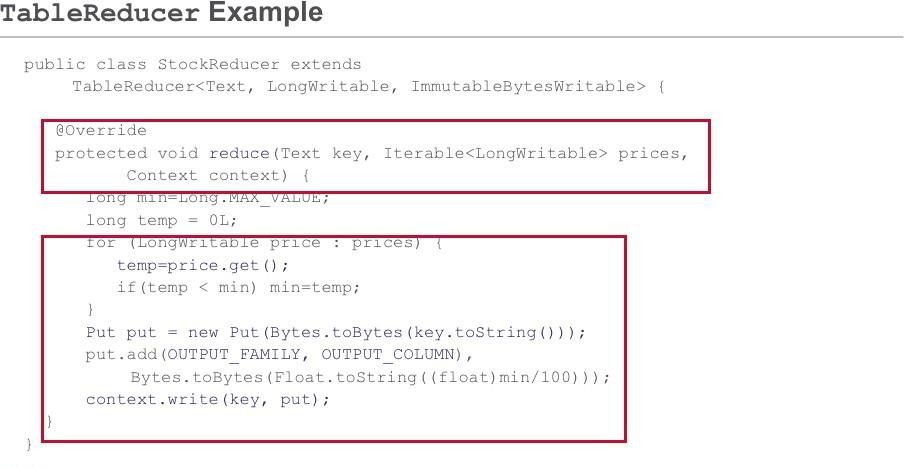 TableReducer Example
public class StockReducer extends
TableReducer<Text, LongWritable, ImmutableBytesWritable> {
@Override
protected void reduce(Text key, Iterable<LongWritable> prices,
Context context) {
long min=Long.MAX_VALUE;
long temp = 0L;
for (LongWritable price : prices) {
temp=price.get();
if(temp < min) min=temp;
}
Put put = new Put(Bytes.toBytes(key.toString()));
put.add(OUTPUT_FAMILY, OUTPUT_COLUMN),
Bytes.toBytes(Float.toString((float)min/100)));
context.write(key, put);
}
}